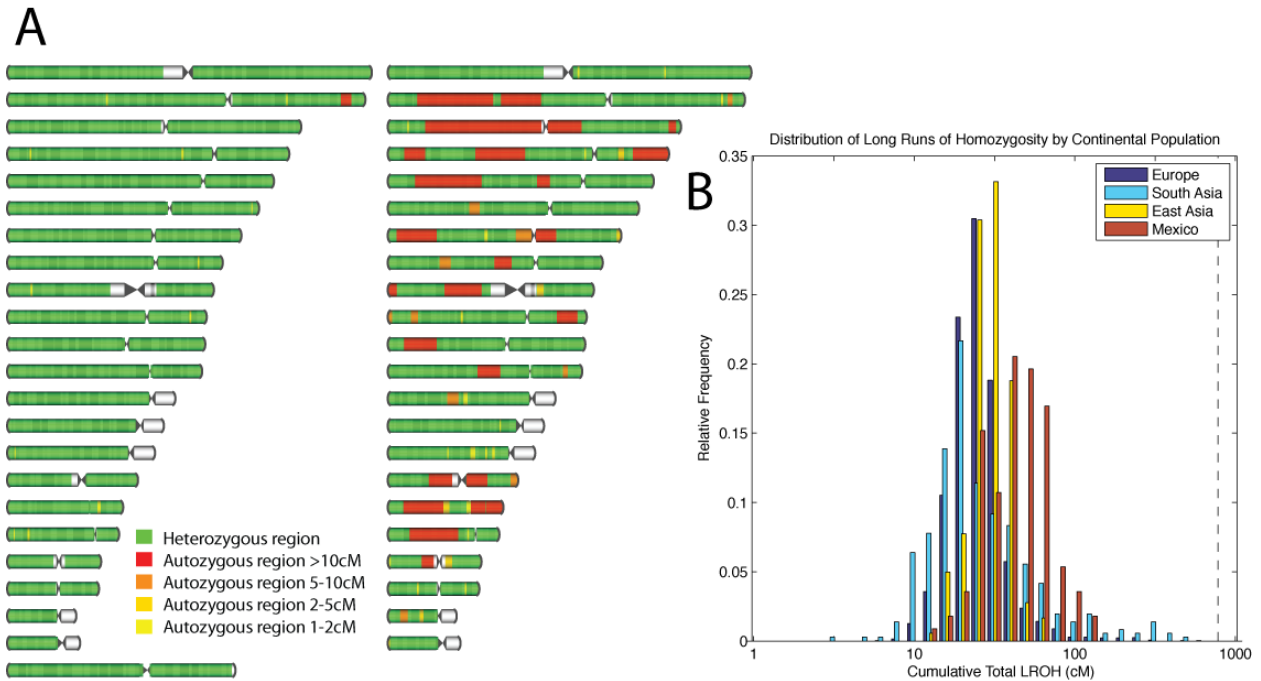 A
Heterozygous region
Autozygous region >10cM
Autozygous region 5-10cM
Autozygous region 2-5cM
Autozygous region 1-2cM
B
Distribution of Long Runs of Homozygosity by Continental Population
Europe
South Asia
East Asia
Mexico
Relative Frequency
0.35
0.3
0.25
0.2
0.15
0.1
0.05
0
1
10
100
1000
Cumulative Total LROH (cM)